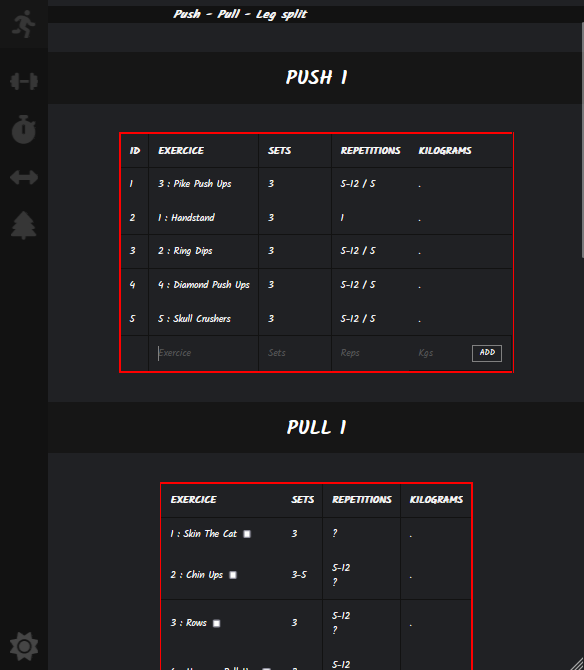 Push - Pull - Leg split
PUSH 1
ID EXERCICE SETS REPETITIONS KILOGRAMS
1 3 : Pike Push Ups 3 5-12 / 5 .
2 1 : Handstand 3 1 .
3 2 : Ring Dips 3 5-12 / 5 .
4 4 : Diamond Push Ups 3 5-12 / 5 .
5 5 : Skull Crushers 3 5-12 / 5 .
Exercice Sets Reps Kgs ADD
PULL 1
EXERCICE SETS REPETITIONS KILOGRAMS
1 : Skin The Cat 3 ? .
2 : Chin Ups 3-5 5-12 .
?
3 : Rows 3 5-12 .
?
5-12